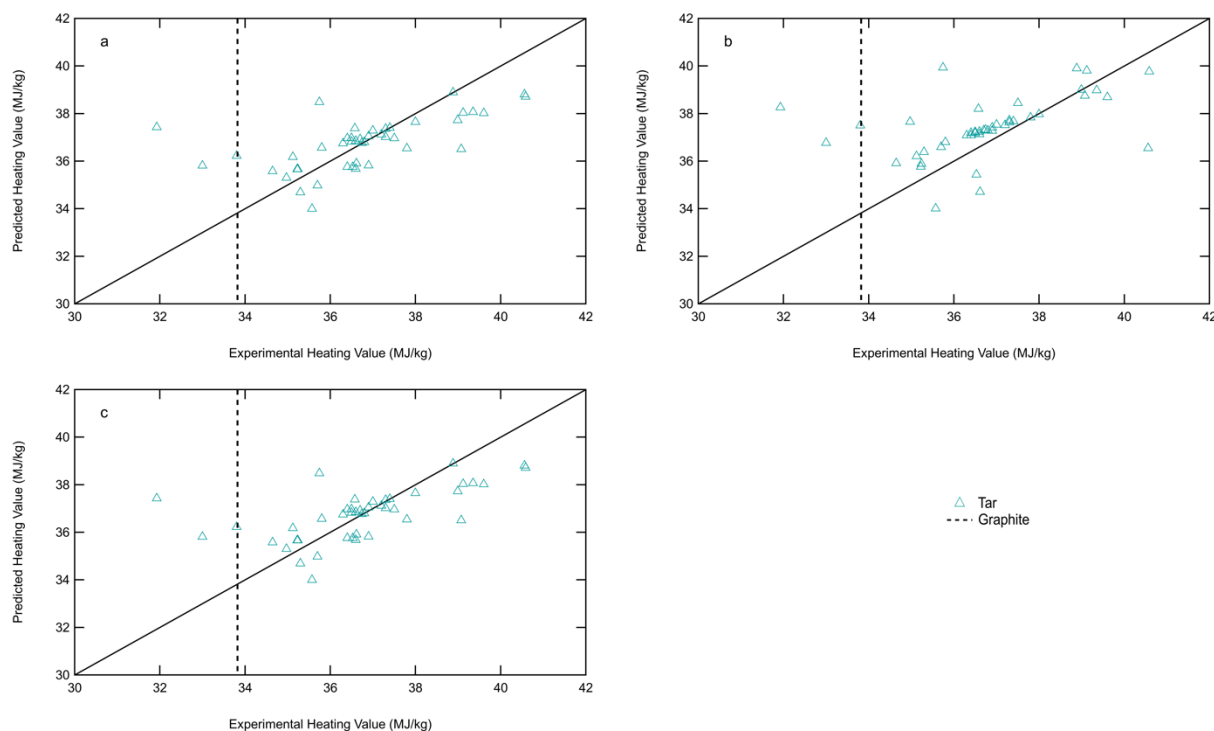 a
42
40
38
36
34
32
30
Predicted Heating Value (MJ/kg)
30 32 34 36 38 40 42
Experimental Heating Value (MJ/kg)
b
42
40
38
36
34
32
30
Predicted Heating Value (MJ/kg)
30 32 34 36 38 40 42
Experimental Heating Value (MJ/kg)
c
42
40
38
36
34
32
30
Predicted Heating Value (MJ/kg)
30 32 34 36 38 40 42
Experimental Heating Value (MJ/kg)
Tar
Graphite